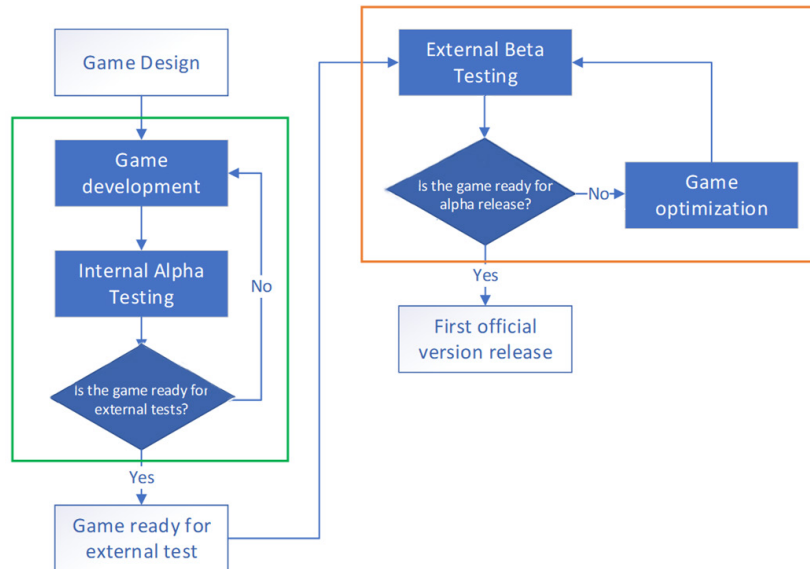 Game Design
Game
development
Internal Alpha
Testing
No
Is the game ready for
external tests?
Yes
Game ready for
external test
External Beta
Testing
Is the game ready for
alpha release?
No
Game
optimization
Yes
First official
version release